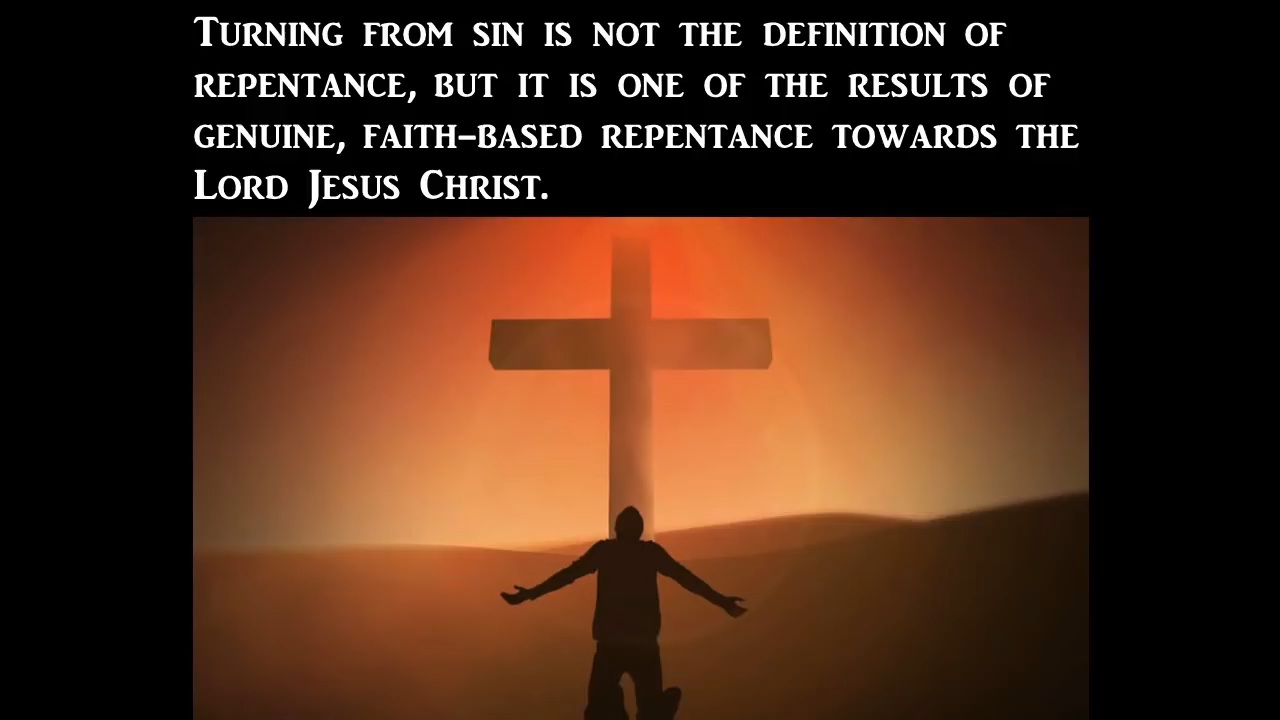 Turning from sin is not the definition of
repentance, but it is one of the results of
genuine, faith-based repentance towards the
Lord Jesus Christ.